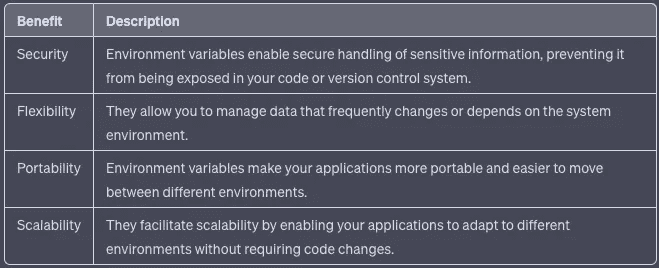 Benefit Description
Security Environment variables enable secure handling of sensitive information, preventing it
from being exposed in your code or version control system.
Flexibility They allow you to manage data that frequently changes or depends on the system
environment.
Portability Environment variables make your applications more portable and easier to move
between different environments.
Scalability They facilitate scalability by enabling your applications to adapt to different
environments without requiring code changes.